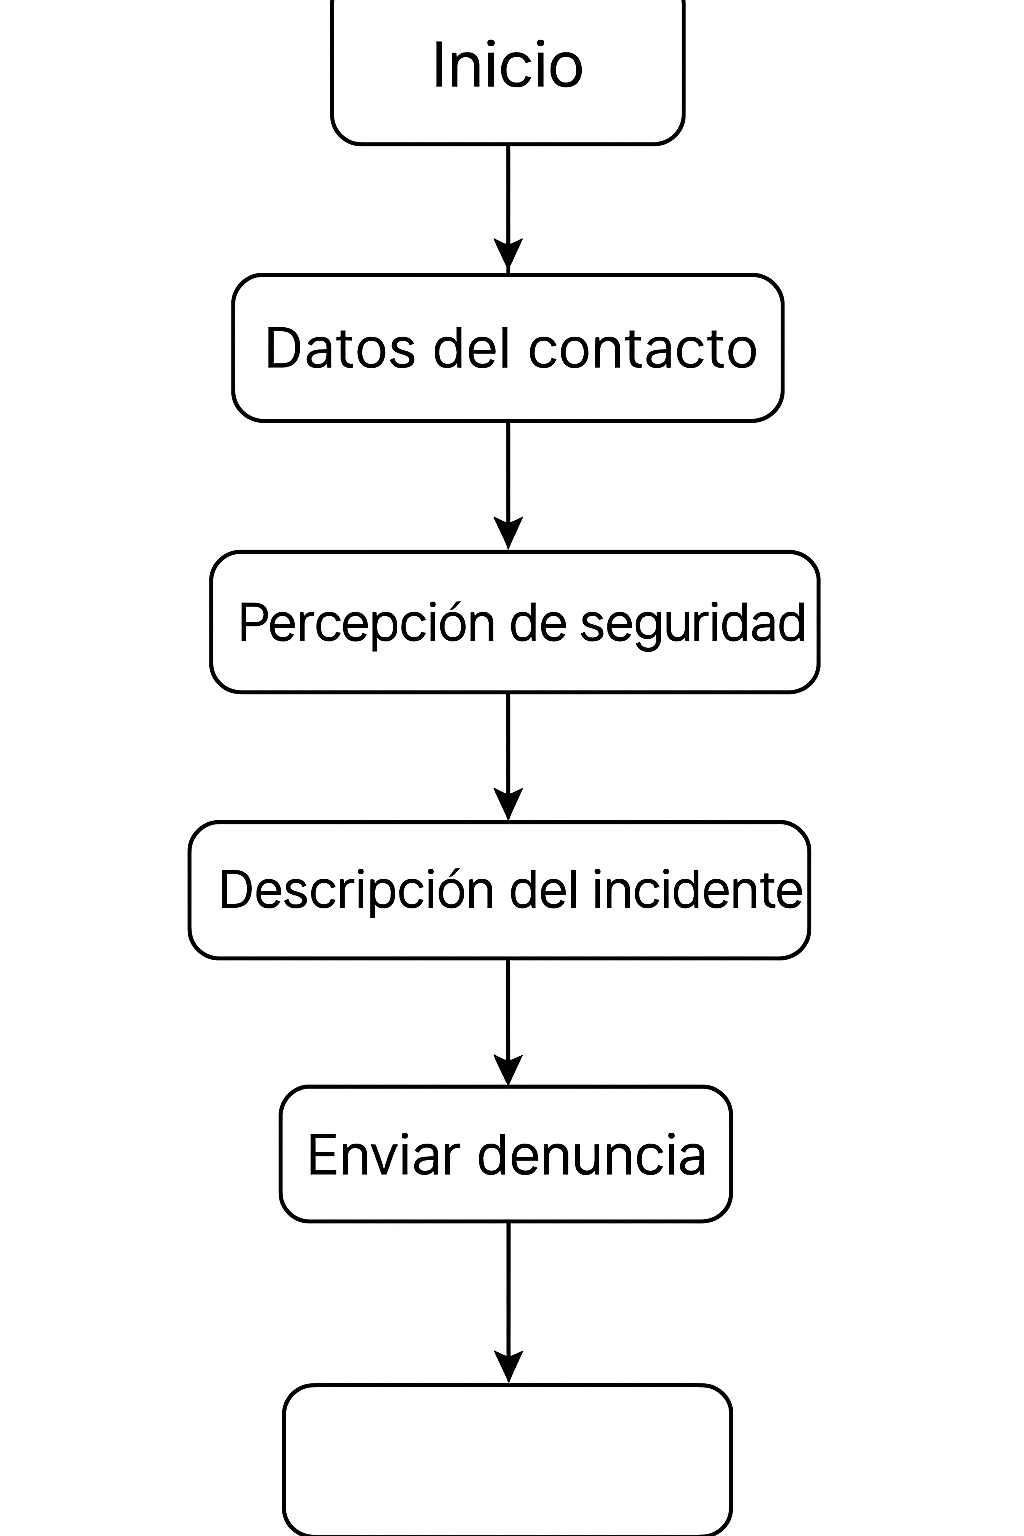 Inicio
Datos del contacto
Percepción de seguridad
Descripción del incidente
Enviar denuncia